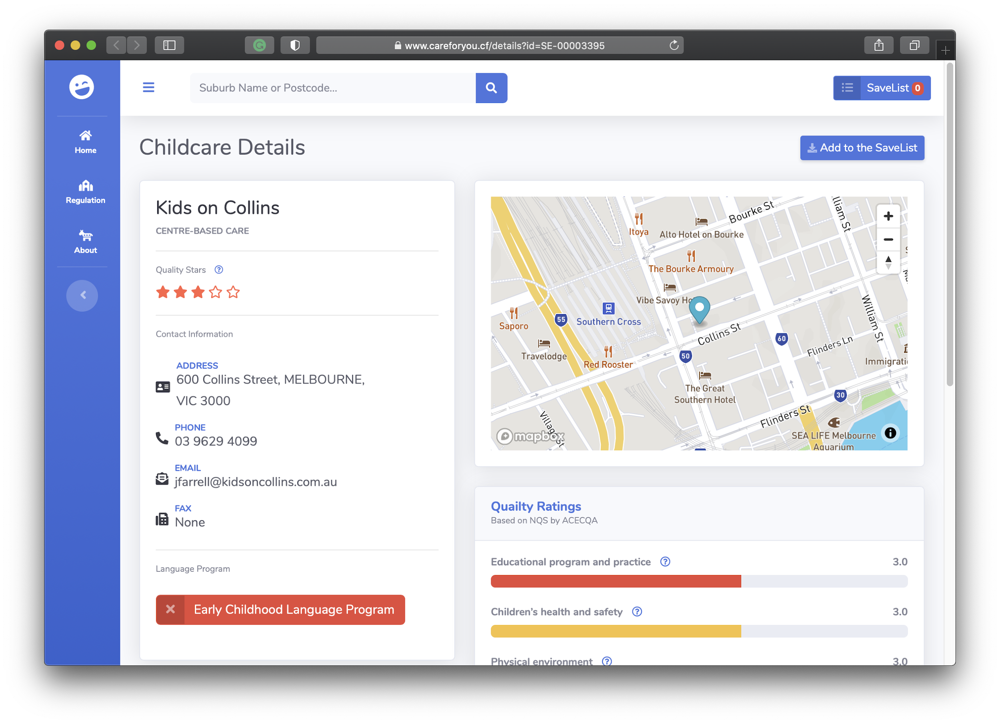 www.careforyou.cf/details?id=SE-00003395
Suburb Name or Postcode...
SaveList 0
Home
Regulation
About
Childcare Details
Add to the SaveList
Kids on Collins
CENTRE-BASED CARE
Quality Stars
Contact Information
ADDRESS
600 Collins Street, MELBOURNE,
VIC 3000
PHONE
03 9629 4099
EMAIL
jfarrell@kidsoncollins.com.au
FAX
None
Language Program
Early Childhood Language Program
Bourke St
lliam St
Itoya
Alto Hotel on Bourke
The Bourke Armoury
Vibe Savoy Ho
William St
Saporo
55
Southern Cross
Collins St
60
Travelodge
Red Rooster
50
Flinders Ln
Immigrati
The Great
Southern Hotel
30
Flinders St
Village St
SEA LIFE Melbourne
Aquarium
mapbox
Quailty Ratings
Based on NQS by ACECQA
Educational program and practice 3.0
Children's health and safety 3.0
Physical environment 3.0